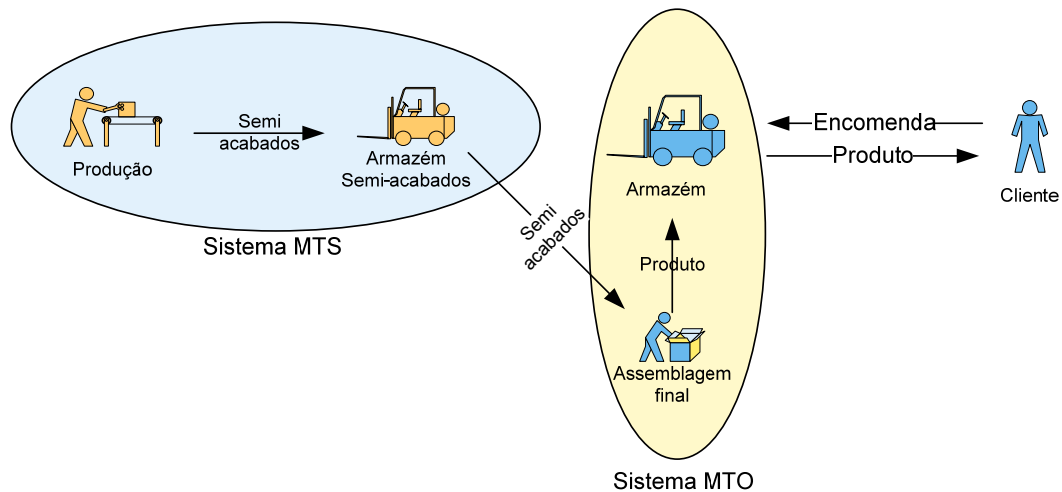 Produção
Semi
acabados
Armazém
Semi-acabados
Sistema MTS
Semi
acabados
Armazém
Produto
Assemblagem
final
Sistema MTO
Encomenda
Produto
Cliente